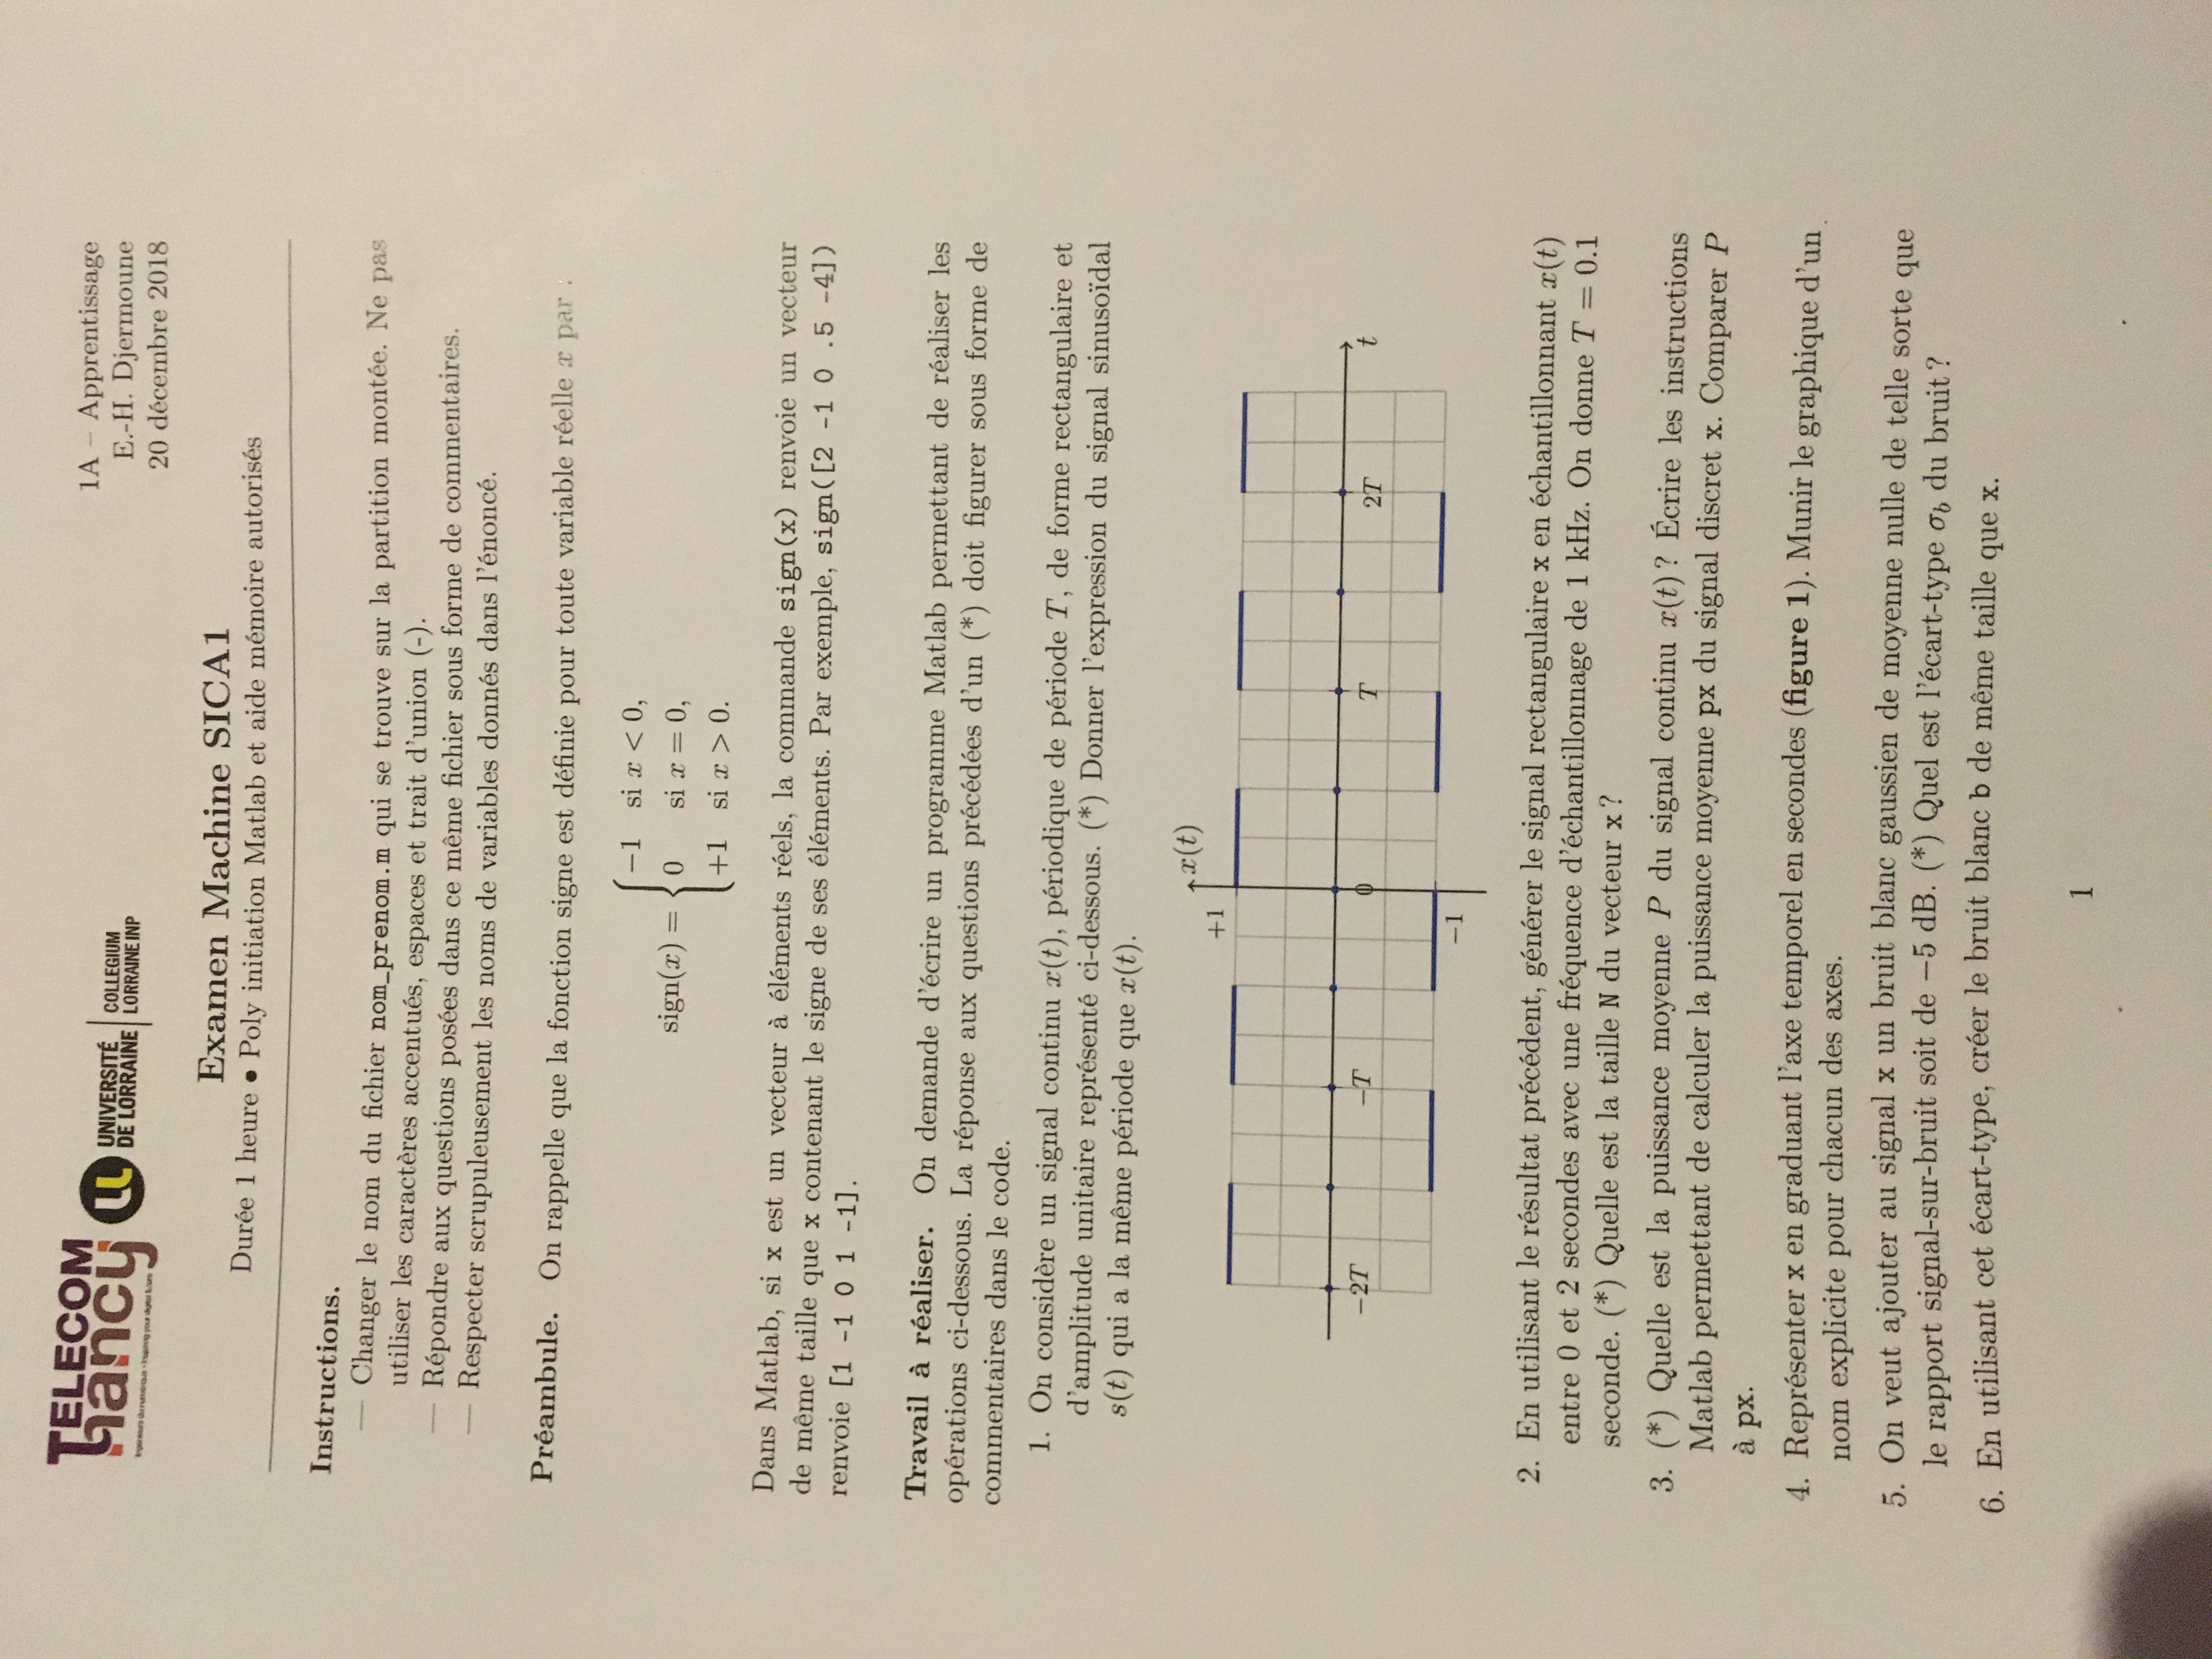 TELECOM nancy
Ingénieurs du numérique • Inspiring your digital future
UNIVERSITÉ DE LORRAINE
COLLEGIUM LORRAINE INP
1A – Apprentissage
E.-H. Djermoune
20 décembre 2018
Examen Machine SICA1
Durée 1 heure • Poly initiation Matlab et aide mémoire autorisés
Instructions.
— Changer le nom du fichier nom_prenom.m qui se trouve sur la partition montée. Ne pas
utiliser les caractères accentués, espaces et trait d'union (-).
— Répondre aux questions posées dans ce même fichier sous forme de commentaires.
— Respecter scrupuleusement les noms de variables donnés dans l'énoncé.
Préambule. On rappelle que la fonction signe est définie pour toute variable réelle x par :
−1 si x < 0,
sign(x) = { 0 si x = 0,
+1 si x > 0.
Dans Matlab, si x est un vecteur à éléments réels, la commande sign(x) renvoie un vecteur
de même taille que x contenant le signe de ses éléments. Par exemple, sign([2 -1 0 .5 -4])
renvoie [1 -1 0 1 -1].
Travail à réaliser. On demande d'écrire un programme Matlab permettant de réaliser les
opérations ci-dessous. La réponse aux questions précédées d'un (*) doit figurer sous forme de
commentaires dans le code.
1. On considère un signal continu x(t), périodique de période T, de forme rectangulaire et
d'amplitude unitaire représenté ci-dessous. (*) Donner l'expression du signal sinusoïdal
s(t) qui a la même période que x(t).
x(t)
+1
−2T −T 0 T 2T t
−1
2. En utilisant le résultat précédent, générer le signal rectangulaire x en échantillonnant x(t)
entre 0 et 2 secondes avec une fréquence d'échantillonnage de 1 kHz. On donne T = 0.1
seconde. (*) Quelle est la taille N du vecteur x ?
3. (*) Quelle est la puissance moyenne P du signal continu x(t) ? Écrire les instructions
Matlab permettant de calculer la puissance moyenne px du signal discret x. Comparer P
à px.
4. Représenter x en graduant l'axe temporel en secondes (figure 1). Munir le graphique d'un
nom explicite pour chacun des axes.
5. On veut ajouter au signal x un bruit blanc gaussien de moyenne nulle de telle sorte que
le rapport signal-sur-bruit soit de −5 dB. (*) Quel est l'écart-type σb du bruit ?
6. En utilisant cet écart-type, créer le bruit blanc b de même taille que x.
1